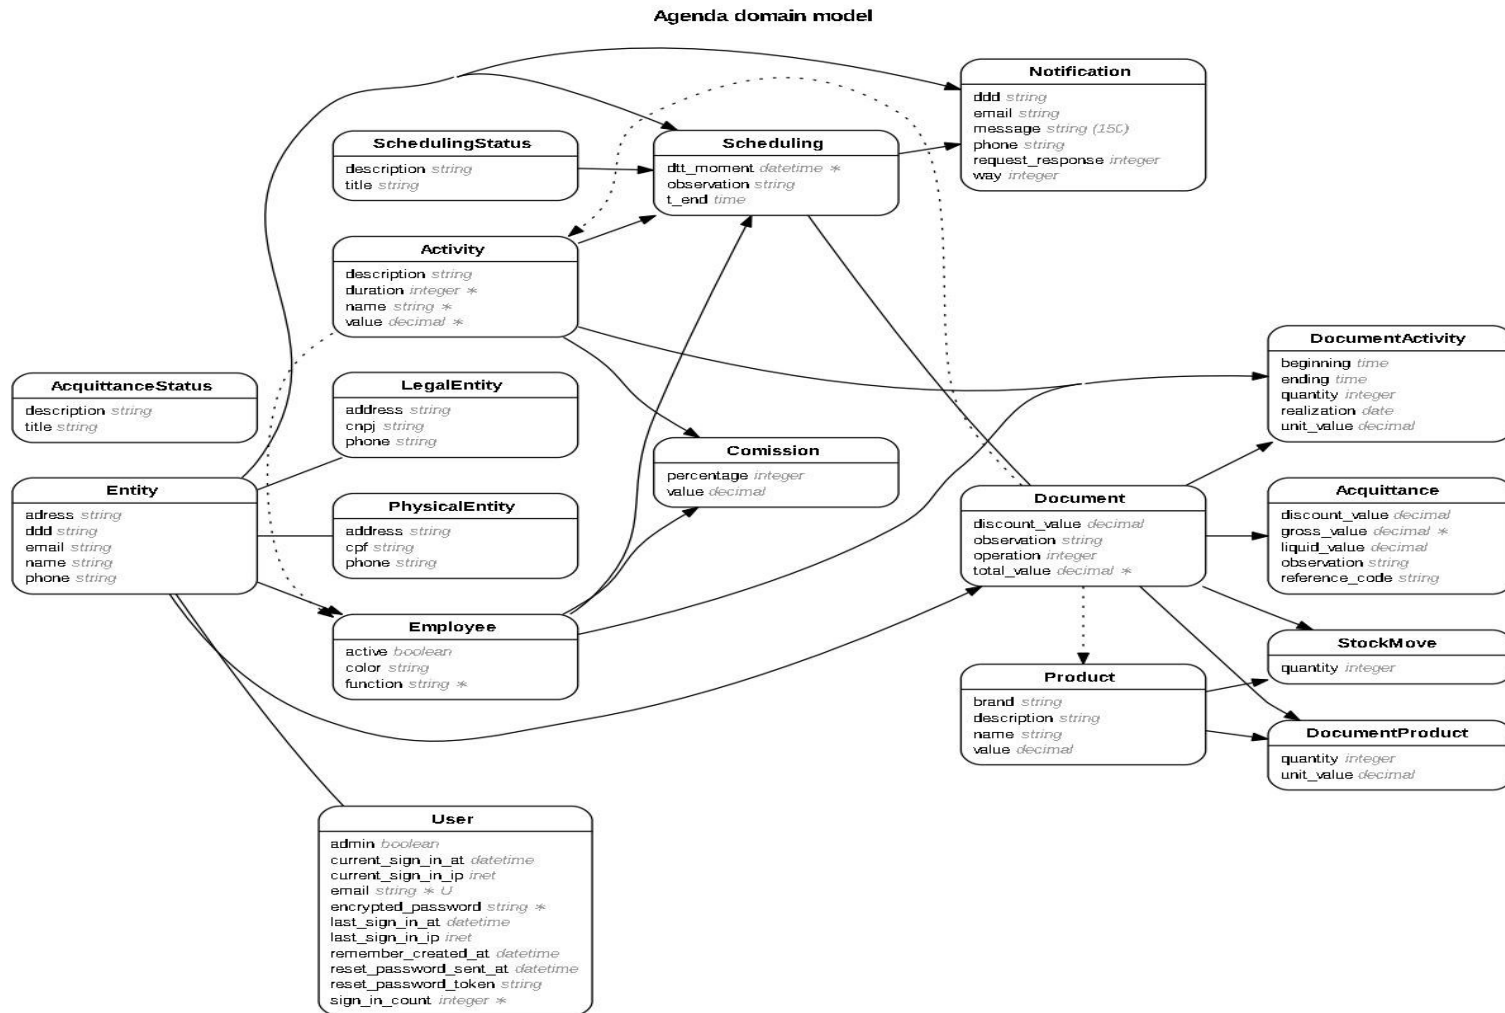 Agenda domain model
Notification
ddd string
email string
message string (150)
phone string
request_response integer
way integer
SchedulingStatus
description string
title string
Scheduling
dtt_moment datetime *
observation string
t_end time
Activity
description string
duration integer *
name string *
value decimal *
AcquittanceStatus
description string
title string
LegalEntity
address string
cnpj string
phone string
DocumentActivity
beginning time
ending time
quantity integer
realization date
unit_value decimal
Comission
percentage integer
value decimal
Entity
adress string
ddd string
email string
name string
phone string
PhysicalEntity
address string
cpf string
phone string
Document
discount_value decimal
observation string
operation integer
total_value decimal *
Acquittance
discount_value decimal
gross_value decimal *
liquid_value decimal
observation string
reference_code string
Employee
active boolean
color string
function string *
StockMove
quantity integer
Product
brand string
description string
name string
value decimal
DocumentProduct
quantity integer
unit_value decimal
User
admin boolean
current_sign_in_at datetime
current_sign_in_ip inet
email string * U
encrypted_password string *
last_sign_in_at datetime
last_sign_in_ip inet
remember_created_at datetime
reset_password_sent_at datetime
reset_password_token string
sign_in_count integer *